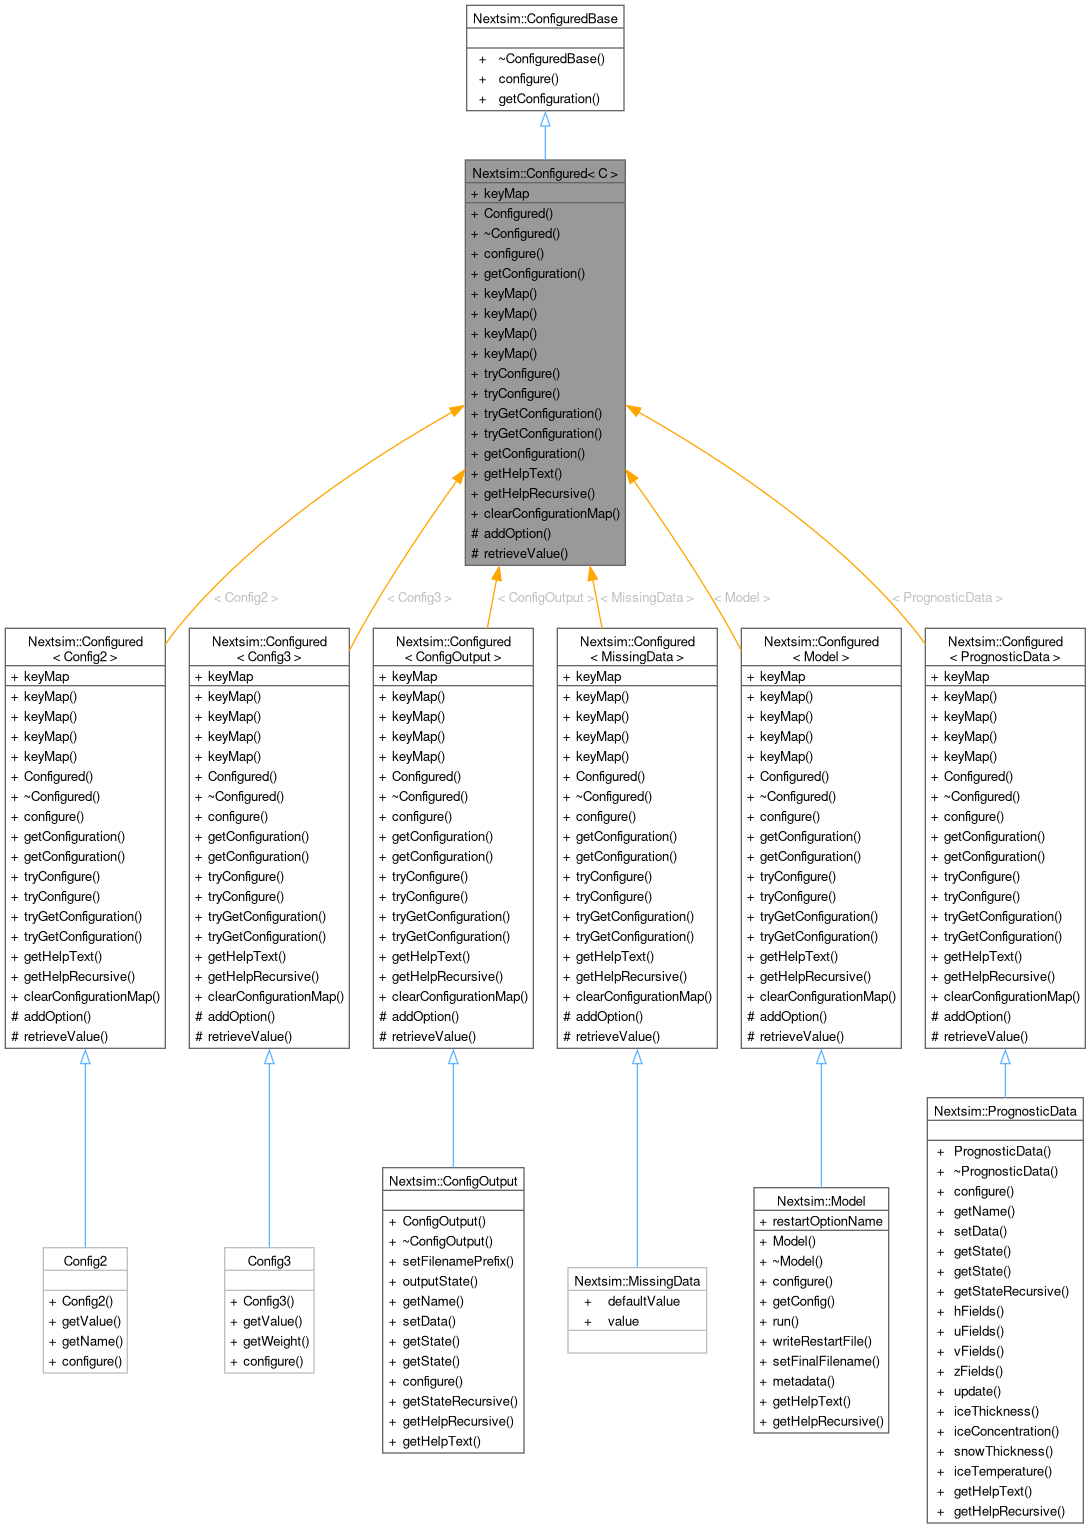 Nextsim::ConfiguredBase
+ ~ConfiguredBase()
+ configure()
+ getConfiguration()
Nextsim::Configured< C >
+ keyMap
+ Configured()
+ ~Configured()
+ configure()
+ getConfiguration()
+ keyMap()
+ keyMap()
+ keyMap()
+ keyMap()
+ tryConfigure()
+ tryConfigure()
+ tryGetConfiguration()
+ tryGetConfiguration()
+ getConfiguration()
+ getHelpText()
+ getHelpRecursive()
+ clearConfigurationMap()
# addOption()
# retrieveValue()
< Config2 >
< Config3 >
< ConfigOutput >
< MissingData >
< Model >
< PrognosticData >
Nextsim::Configured
< Config2 >
+ keyMap
+ keyMap()
+ keyMap()
+ keyMap()
+ keyMap()
+ Configured()
+ ~Configured()
+ configure()
+ getConfiguration()
+ getConfiguration()
+ tryConfigure()
+ tryConfigure()
+ tryGetConfiguration()
+ tryGetConfiguration()
+ getHelpText()
+ getHelpRecursive()
+ clearConfigurationMap()
# addOption()
# retrieveValue()
Nextsim::Configured
< Config3 >
+ keyMap
+ keyMap()
+ keyMap()
+ keyMap()
+ keyMap()
+ Configured()
+ ~Configured()
+ configure()
+ getConfiguration()
+ getConfiguration()
+ tryConfigure()
+ tryConfigure()
+ tryGetConfiguration()
+ tryGetConfiguration()
+ getHelpText()
+ getHelpRecursive()
+ clearConfigurationMap()
# addOption()
# retrieveValue()
Nextsim::Configured
< ConfigOutput >
+ keyMap
+ keyMap()
+ keyMap()
+ keyMap()
+ keyMap()
+ Configured()
+ ~Configured()
+ configure()
+ getConfiguration()
+ getConfiguration()
+ tryConfigure()
+ tryConfigure()
+ tryGetConfiguration()
+ tryGetConfiguration()
+ getHelpText()
+ getHelpRecursive()
+ clearConfigurationMap()
# addOption()
# retrieveValue()
Nextsim::Configured
< MissingData >
+ keyMap
+ keyMap()
+ keyMap()
+ keyMap()
+ keyMap()
+ Configured()
+ ~Configured()
+ configure()
+ getConfiguration()
+ getConfiguration()
+ tryConfigure()
+ tryConfigure()
+ tryGetConfiguration()
+ tryGetConfiguration()
+ getHelpText()
+ getHelpRecursive()
+ clearConfigurationMap()
# addOption()
# retrieveValue()
Nextsim::Configured
< Model >
+ keyMap
+ keyMap()
+ keyMap()
+ keyMap()
+ keyMap()
+ Configured()
+ ~Configured()
+ configure()
+ getConfiguration()
+ getConfiguration()
+ tryConfigure()
+ tryConfigure()
+ tryGetConfiguration()
+ tryGetConfiguration()
+ getHelpText()
+ getHelpRecursive()
+ clearConfigurationMap()
# addOption()
# retrieveValue()
Nextsim::Configured
< PrognosticData >
+ keyMap
+ keyMap()
+ keyMap()
+ keyMap()
+ keyMap()
+ Configured()
+ ~Configured()
+ configure()
+ getConfiguration()
+ getConfiguration()
+ tryConfigure()
+ tryConfigure()
+ tryGetConfiguration()
+ tryGetConfiguration()
+ getHelpText()
+ getHelpRecursive()
+ clearConfigurationMap()
# addOption()
# retrieveValue()
Config2
+ Config2()
+ getValue()
+ getName()
+ configure()
Config3
+ Config3()
+ getValue()
+ getWeight()
+ configure()
Nextsim::ConfigOutput
+ ConfigOutput()
+ ~ConfigOutput()
+ setFilenamePrefix()
+ outputState()
+ getName()
+ setData()
+ getState()
+ getState()
+ configure()
+ getStateRecursive()
+ getHelpRecursive()
+ getHelpText()
Nextsim::MissingData
+ defaultValue
+ value
Nextsim::Model
+ restartOptionName
+ Model()
+ ~Model()
+ configure()
+ getConfig()
+ run()
+ writeRestartFile()
+ setFinalFilename()
+ metadata()
+ getHelpText()
+ getHelpRecursive()
Nextsim::PrognosticData
+ PrognosticData()
+ ~PrognosticData()
+ configure()
+ getName()
+ setData()
+ getState()
+ getState()
+ getStateRecursive()
+ hFields()
+ uFields()
+ vFields()
+ zFields()
+ update()
+ iceThickness()
+ iceConcentration()
+ snowThickness()
+ iceTemperature()
+ getHelpText()
+ getHelpRecursive()